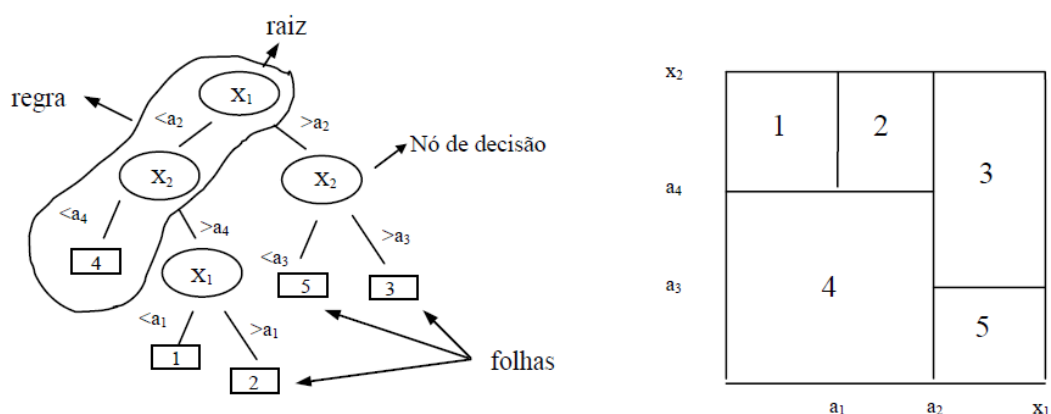 raiz
regra
X₁
<a₂
>a₂
Nó de decisão
X₂
X₂
<a₄
>a₄
<a₃
>a₃
4
X₁
5
3
<a₁
>a₁
1
2
folhas
x₂
1
2
3
a₄
a₃
4
5
a₁
a₂
x₁